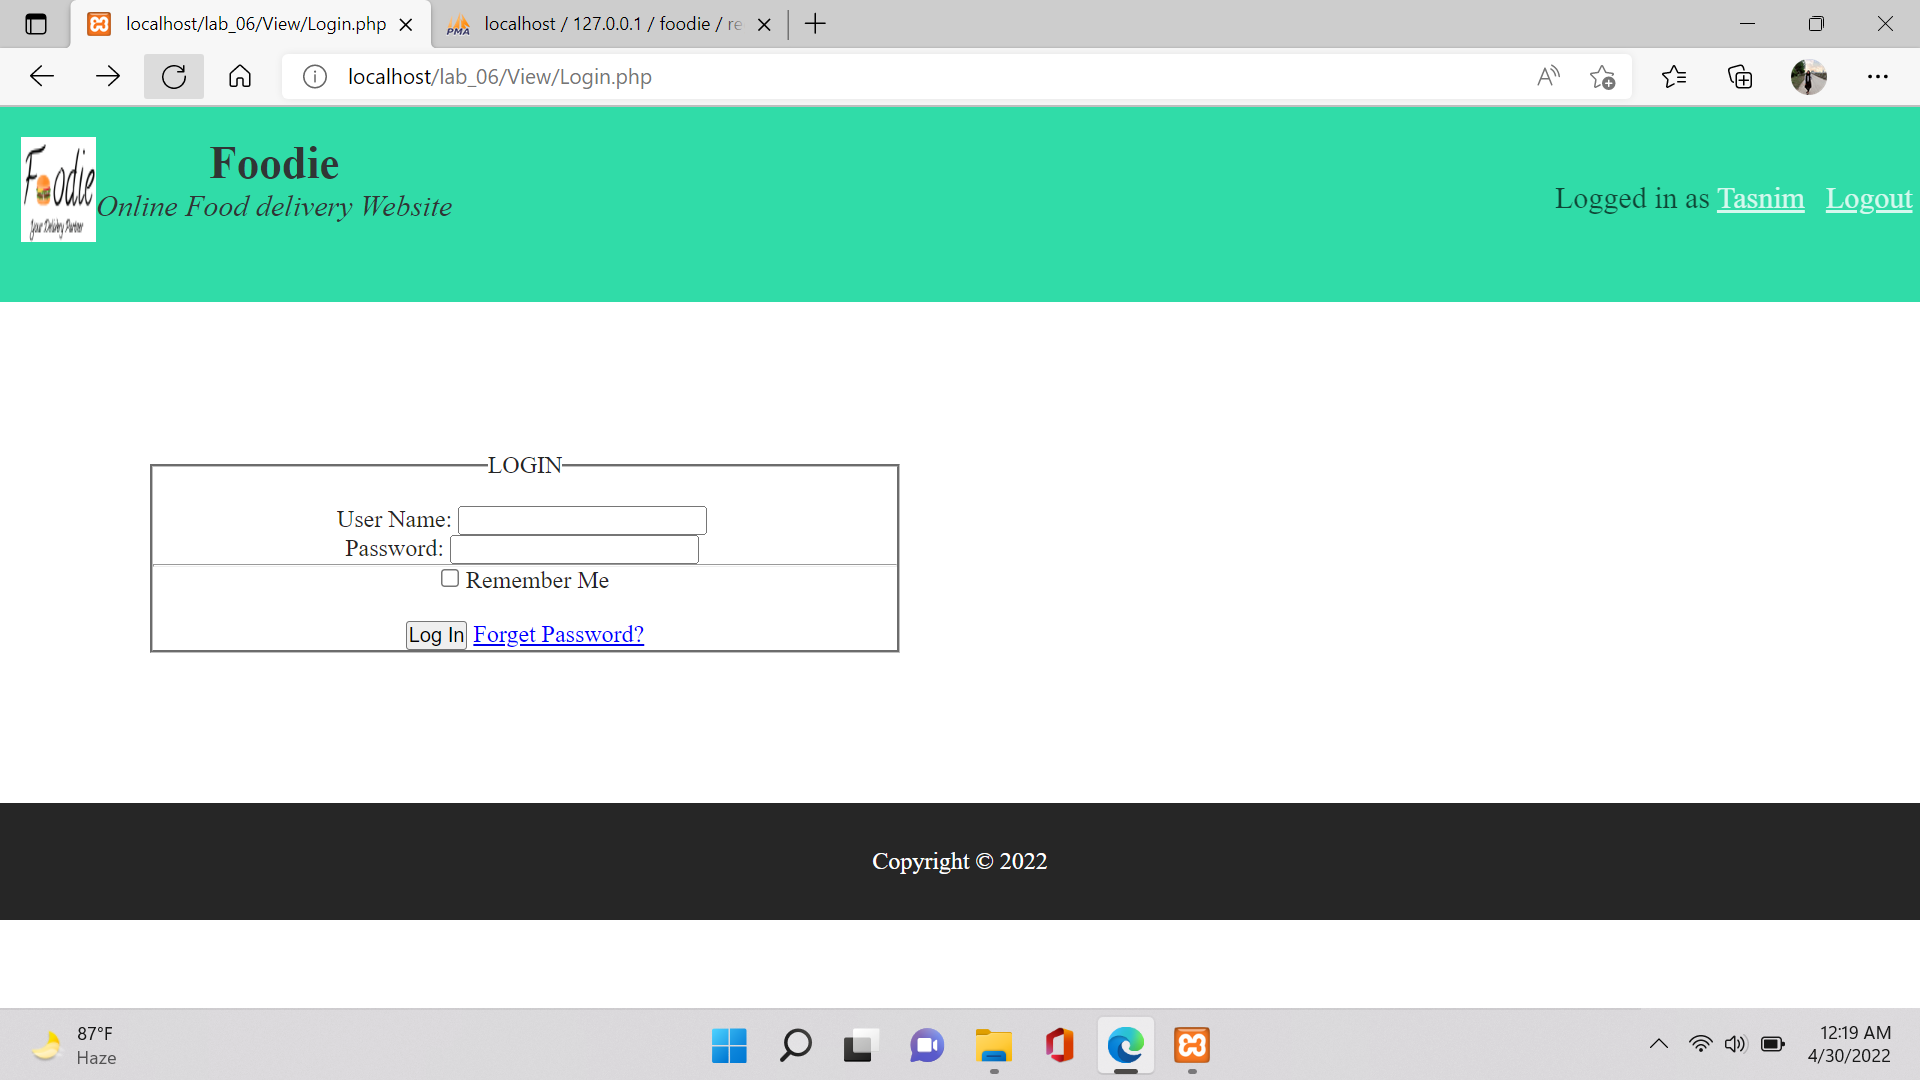 localhost/lab_06/View/Login.php
localhost / 127.0.0.1 / foodie / re
localhost/lab_06/View/Login.php
Foodie
Your Delivery Partner
Foodie
Online Food delivery Website
Logged in as Tasnim Logout
LOGIN
User Name:
Password:
Remember Me
Log In Forget Password?
Copyright © 2022
87°F
Haze
12:19 AM
4/30/2022